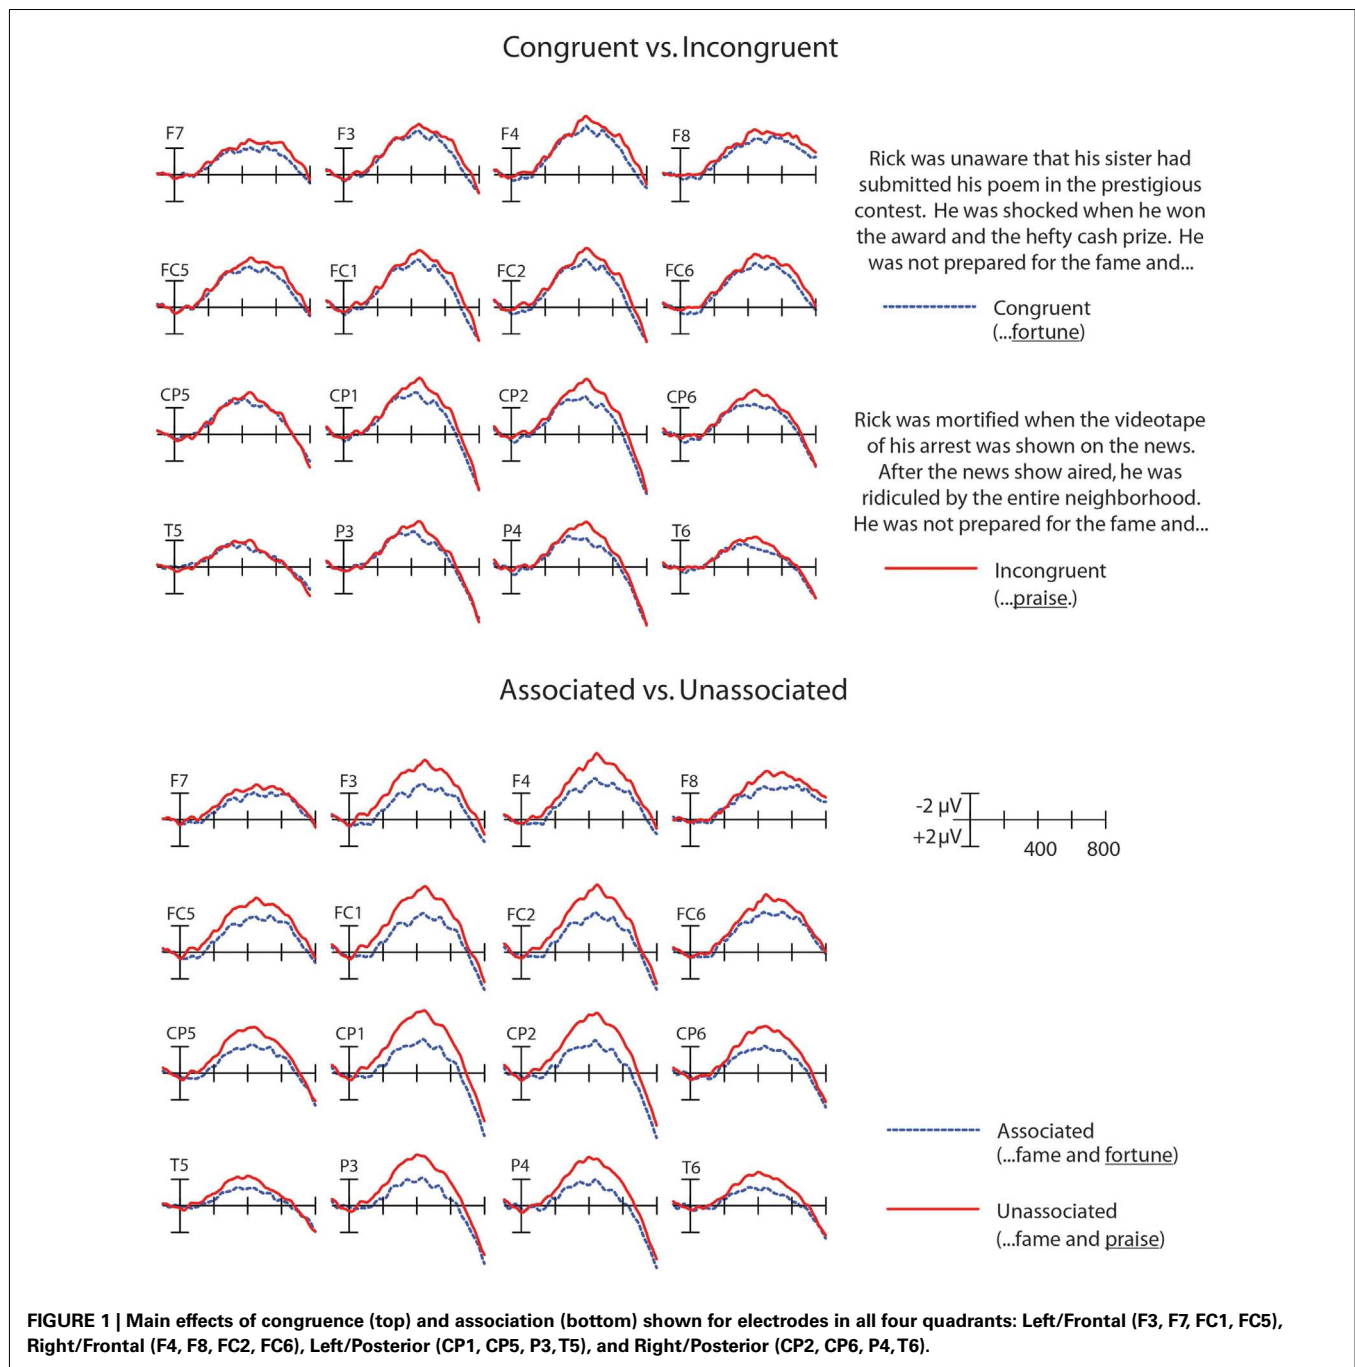 Congruent vs. Incongruent
F7
F3
F4
F8
FC5
FC1
FC2
FC6
CP5
CP1
CP2
CP6
T5
P3
P4
T6
Rick was unaware that his sister had
submitted his poem in the prestigious
contest. He was shocked when he won
the award and the hefty cash prize. He
was not prepared for the fame and...
Congruent
(...fortune)
Rick was mortified when the videotape
of his arrest was shown on the news.
After the news show aired, he was
ridiculed by the entire neighborhood.
He was not prepared for the fame and...
Incongruent
(...praise.)
Associated vs. Unassociated
F7
F3
F4
F8
FC5
FC1
FC2
FC6
CP5
CP1
CP2
CP6
T5
P3
P4
T6
-2 µV
+2µV
400
800
Associated
(...fame and fortune)
Unassociated
(...fame and praise)
FIGURE 1 | Main effects of congruence (top) and association (bottom) shown for electrodes in all four quadrants: Left/Frontal (F3, F7, FC1, FC5),
Right/Frontal (F4, F8, FC2, FC6), Left/Posterior (CP1, CP5, P3, T5), and Right/Posterior (CP2, CP6, P4, T6).